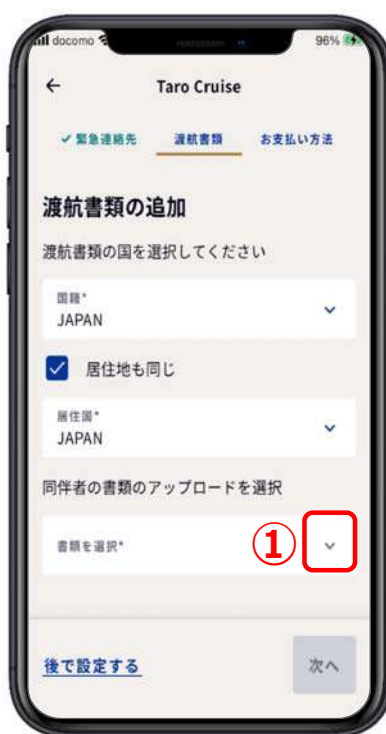 docomo 96%
← Taro Cruise
✓緊急連絡先 渡航書類 お支払い方法
渡航書類の追加
渡航書類の国を選択してください
国籍*
JAPAN
居住地も同じ
居住国*
JAPAN
同伴者の書類のアップロードを選択
書類を選択* ①
後で設定する 次へ